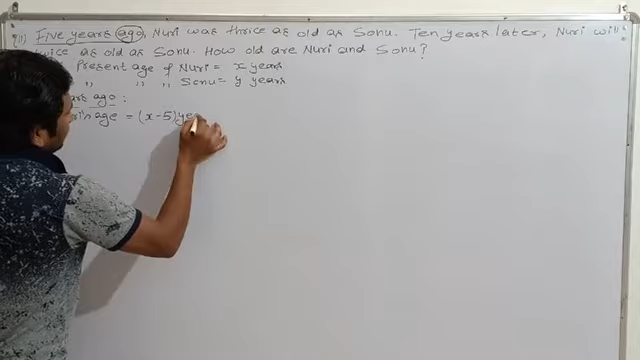 Five years ago, Nuri was thrice as old as Sonu. Ten years later, Nuri will
twice as old as Sonu. How old are Nuri and Sonu?
Present age of Nuri = x years
" " " Sonu = y years
ago :
age = (x-5)ye